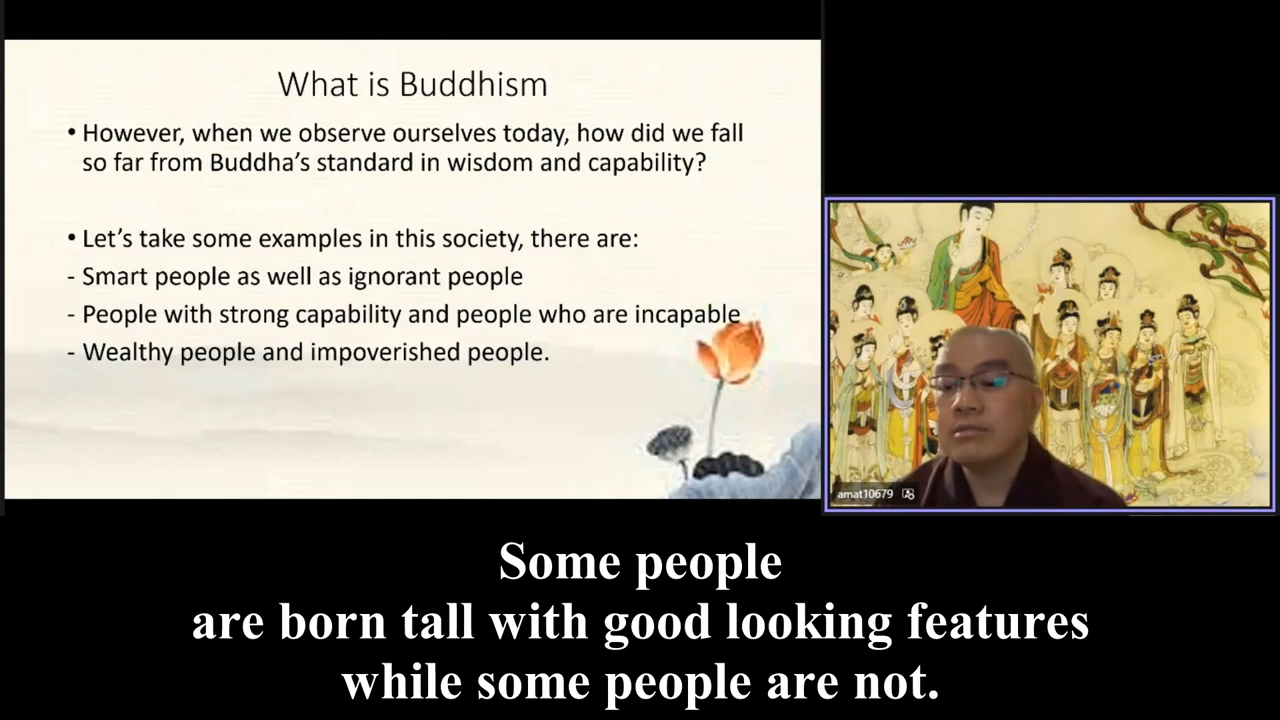 What is Buddhism
• However, when we observe ourselves today, how did we fall
so far from Buddha's standard in wisdom and capability?
• Let's take some examples in this society, there are:
- Smart people as well as ignorant people
- People with strong capability and people who are incapable
- Wealthy people and impoverished people.
amat10679
Some people
are born tall with good looking features
while some people are not.